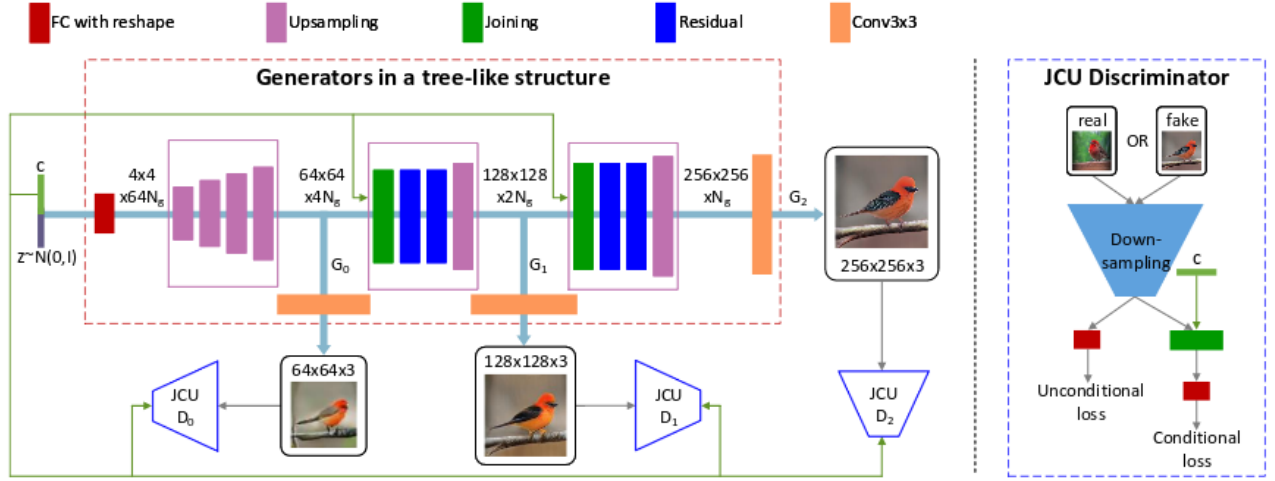 FC with reshape
Upsampling
Joining
Residual
Conv3x3
Generators in a tree-like structure
JCU Discriminator
real
OR
fake
c
4x4
x64Ng
64x64
x4Ng
128x128
x2Ng
256x256
xNg
G2
z~N(0,I)
G0
G1
256x256x3
Down-
sampling
c
64x64x3
128x128x3
JCU
D0
JCU
D1
JCU
D2
Unconditional
loss
Conditional
loss